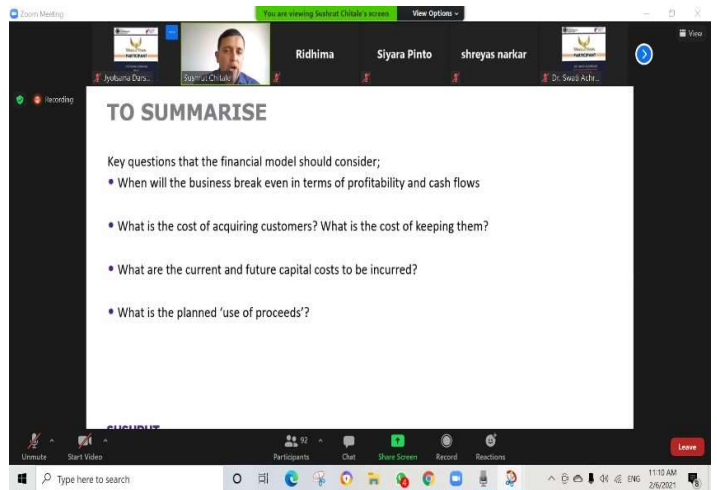 Zoom Meeting
You are viewing Sushrut Chitale's screen
View Options
View
PARTICIPANT
PARTICIPANT
Ridhima
Siyara Pinto
shreyas narkar
Jyotsana Dars...
Sushrut Chitale
Dr. Swati Achr...
Recording
TO SUMMARISE
Key questions that the financial model should consider;
• When will the business break even in terms of profitability and cash flows
• What is the cost of acquiring customers? What is the cost of keeping them?
• What are the current and future capital costs to be incurred?
• What is the planned ‘use of proceeds’?
SUSHRUT
92
Unmute
Start Video
Participants
Chat
Share Screen
Record
Reactions
Leave
Type here to search
ENG
11:10 AM
2/6/2021